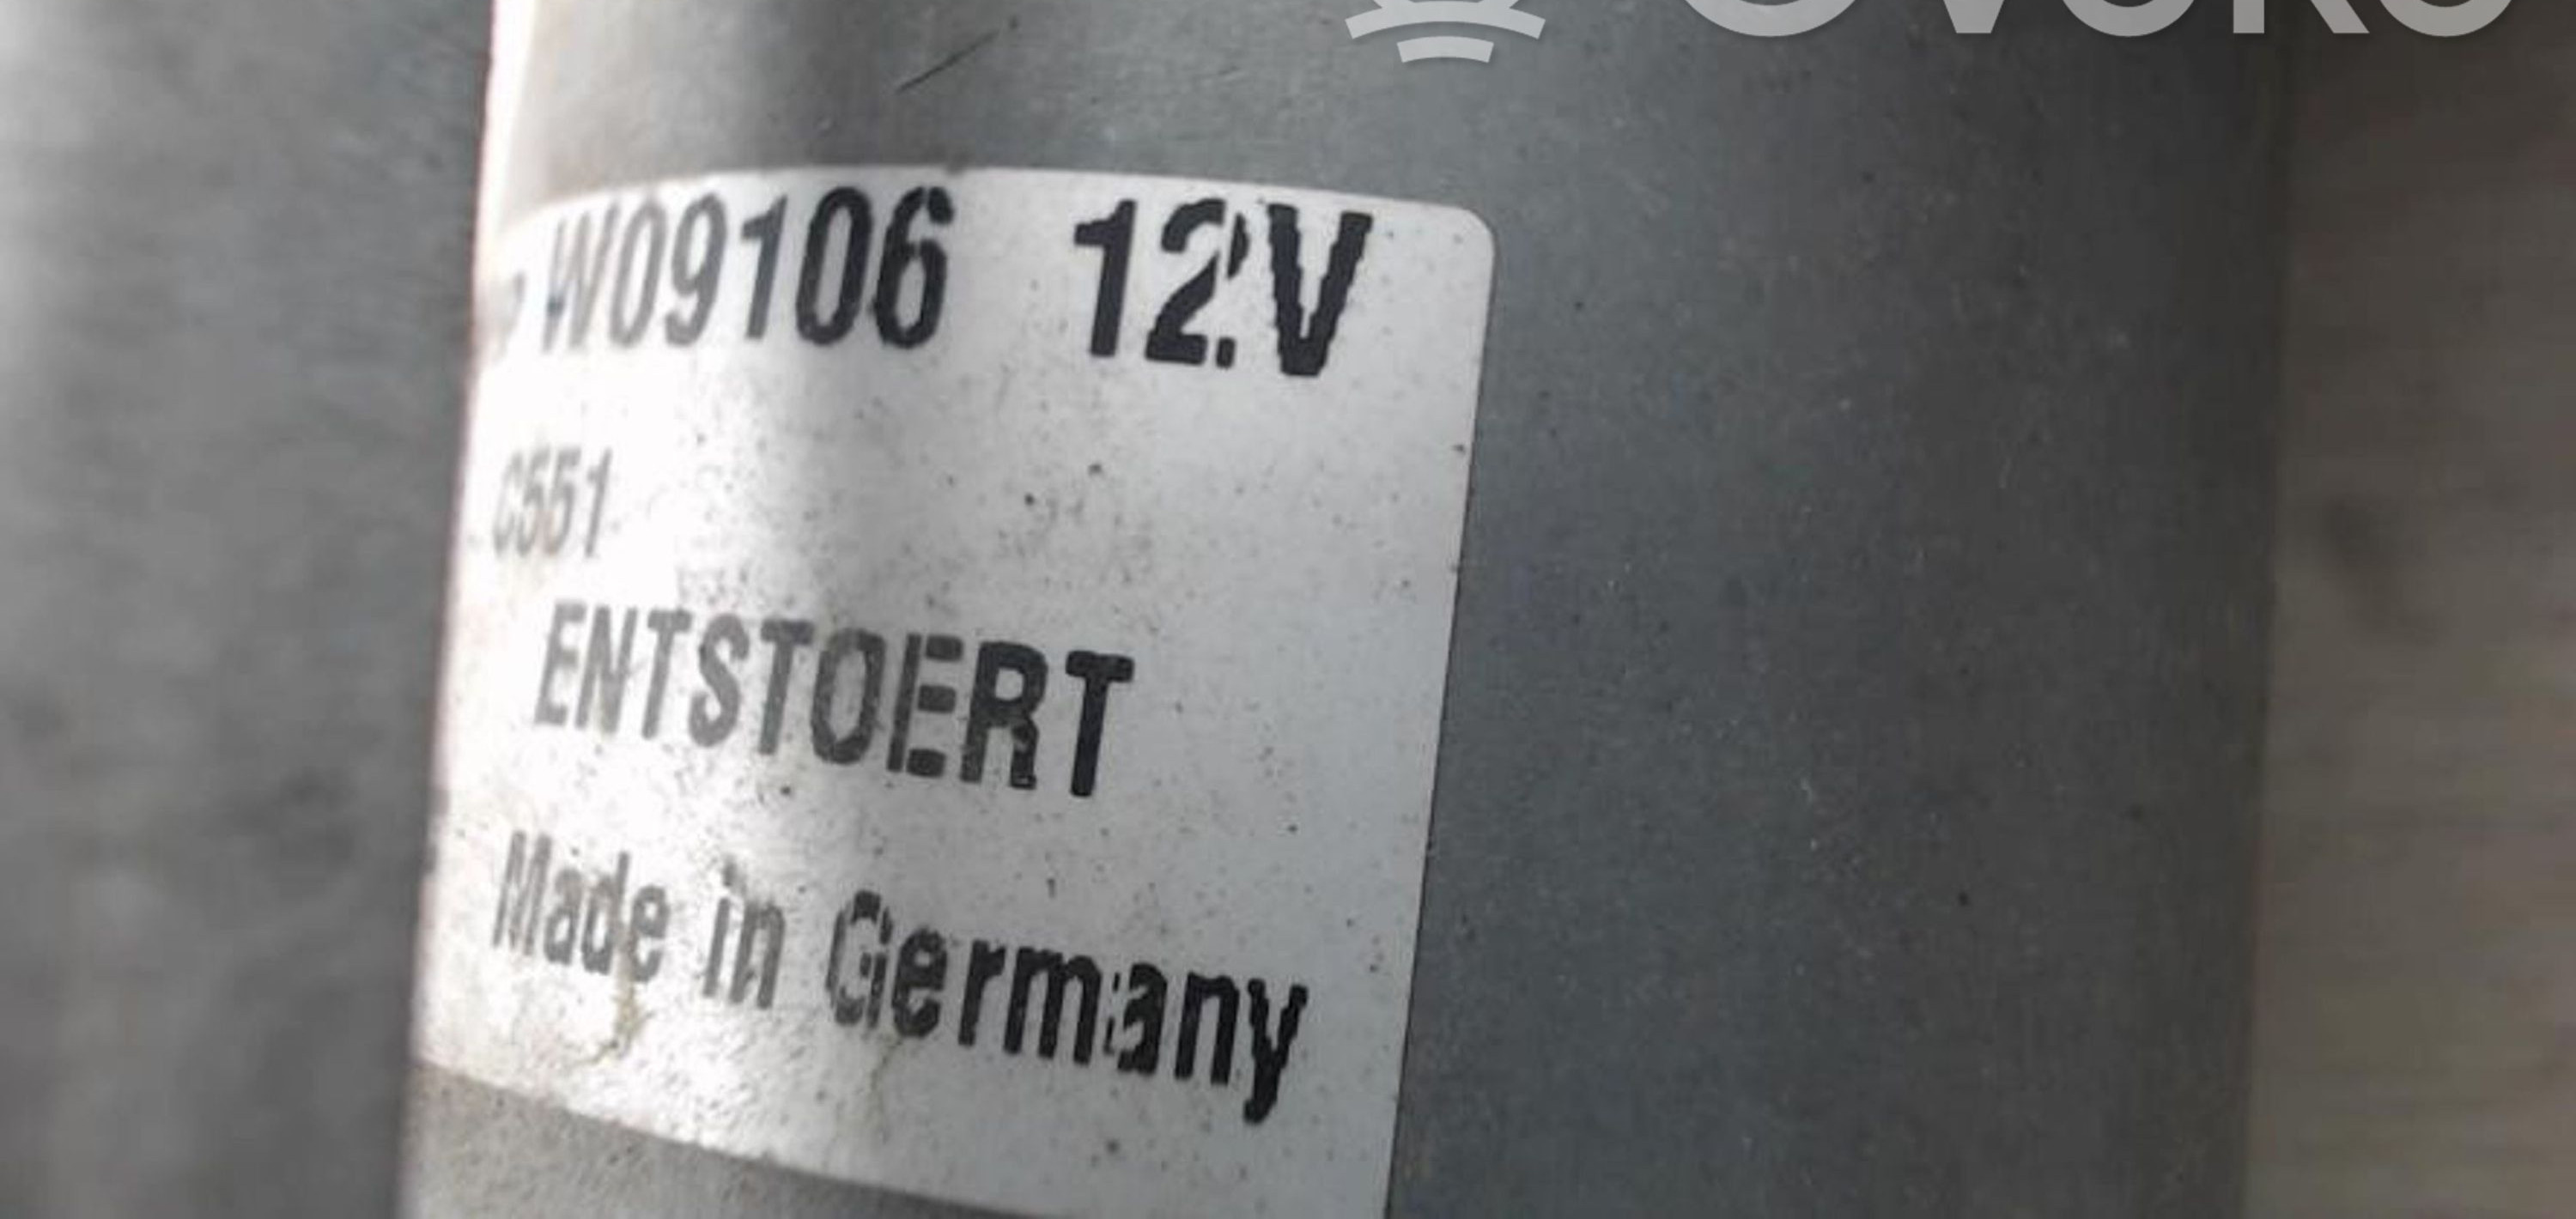 W09106 12V
C551
ENTSTOERT
Made in Germany